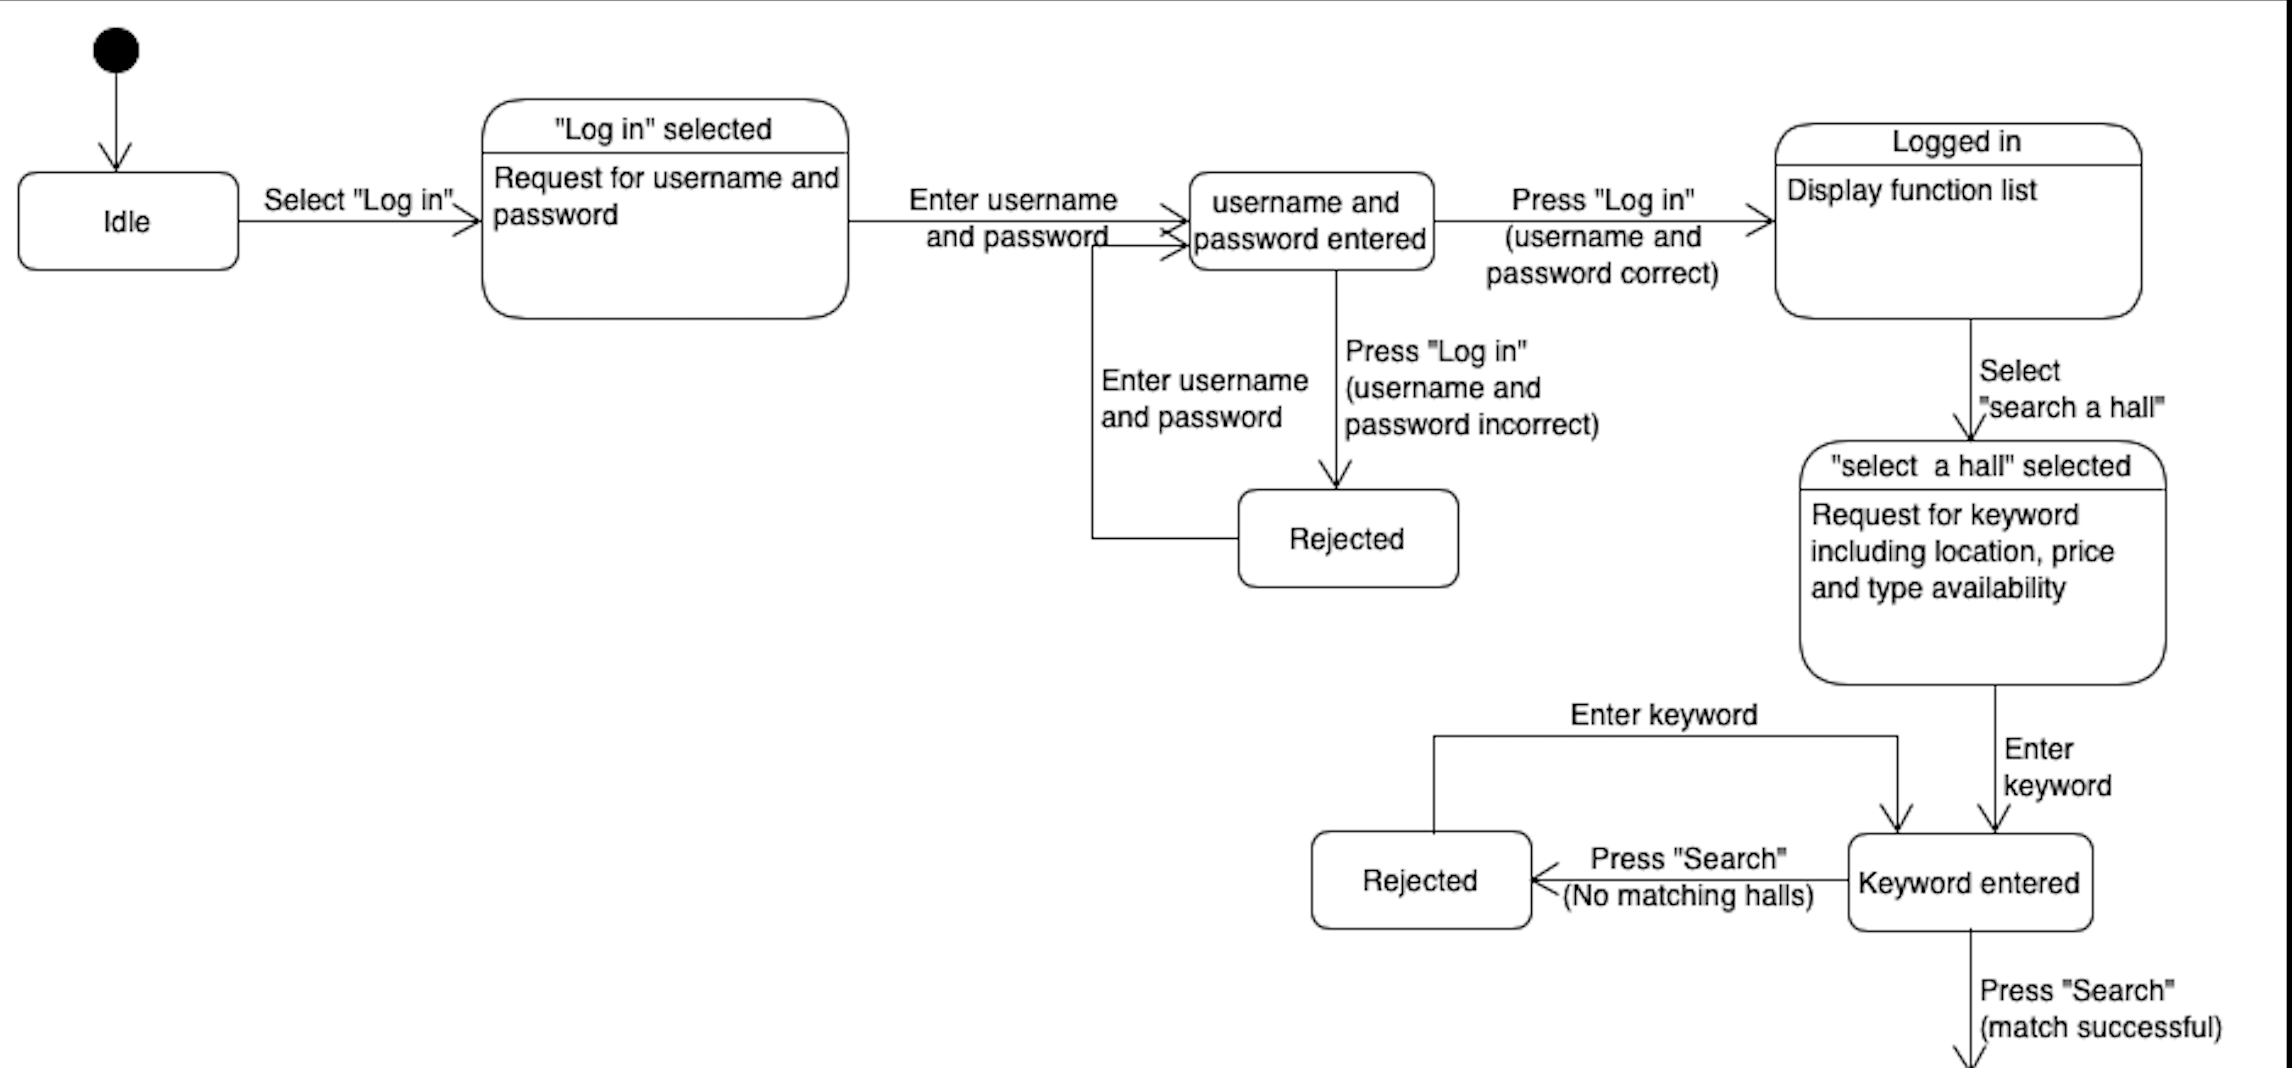 "Log in" selected
Request for username and
password
Idle
Select "Log in"
Enter username
and password
username and
password entered
Press "Log in"
(username and
password correct)
Logged in
Display function list
Enter username
and password
Press "Log in"
(username and
password incorrect)
Rejected
Select
"search a hall"
"select a hall" selected
Request for keyword
including location, price
and type availability
Enter keyword
Enter
keyword
Rejected
Press "Search"
(No matching halls)
Keyword entered
Press "Search"
(match successful)